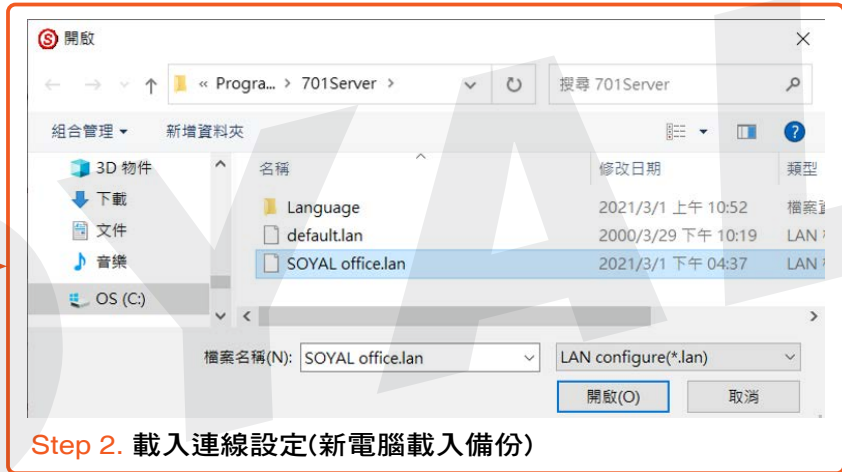 開啟
« Progra... > 701Server >
搜尋 701Server
組合管理 新增資料夾
3D 物件
下載
文件
音樂
OS (C:)
名稱 修改日期 類型
Language 2021/3/1 上午 10:52
default.lan 2000/3/29 下午 10:19 LAN
SOYAL office.lan 2021/3/1 下午 04:37 LAN
檔案名稱(N): SOYAL office.lan LAN configure(*.lan)
開啟(O) 取消
Step 2. 載入連線設定(新電腦載入備份)